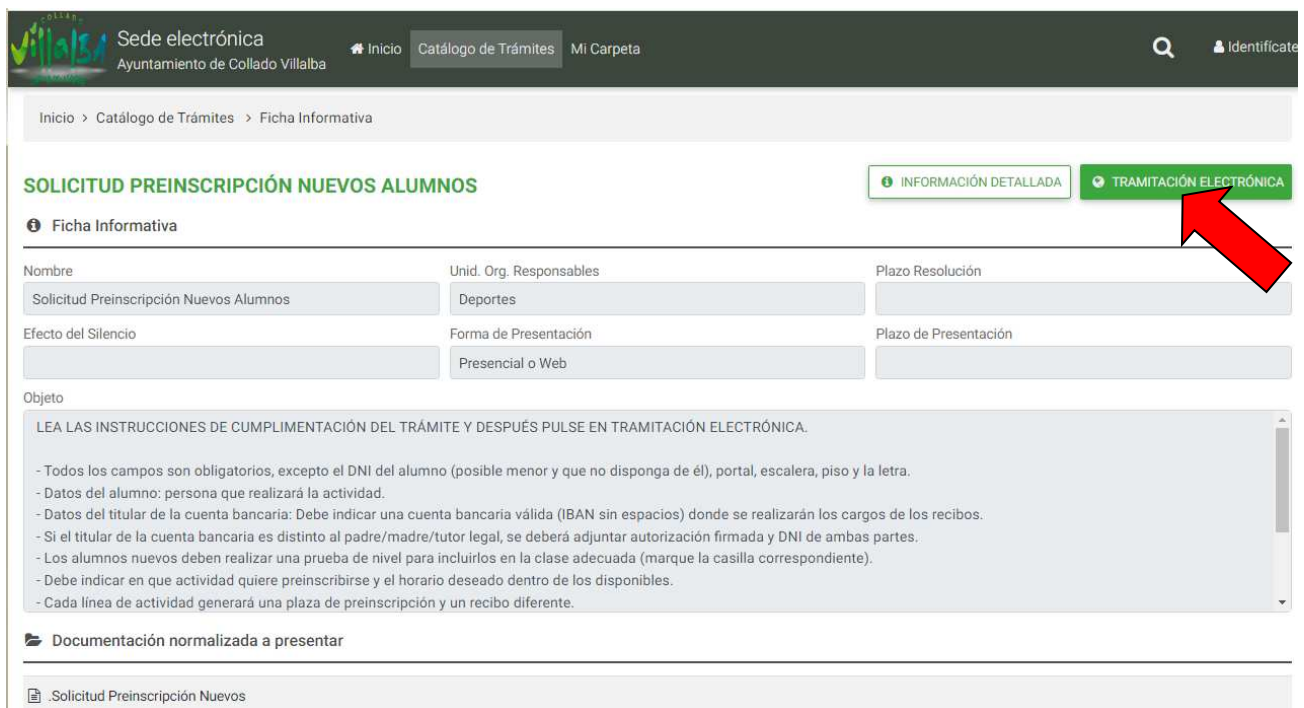 COLLADO
Villalba
Sede electrónica
Ayuntamiento de Collado Villalba
Inicio Catálogo de Trámites Mi Carpeta
Identifícate
Inicio > Catálogo de Trámites > Ficha Informativa
SOLICITUD PREINSCRIPCIÓN NUEVOS ALUMNOS
INFORMACIÓN DETALLADA
TRAMITACIÓN ELECTRÓNICA
Ficha Informativa
Nombre Unid. Org. Responsables Plazo Resolución
Solicitud Preinscripción Nuevos Alumnos Deportes
Efecto del Silencio Forma de Presentación Plazo de Presentación
Presencial o Web
Objeto
LEA LAS INSTRUCCIONES DE CUMPLIMENTACIÓN DEL TRÁMITE Y DESPUÉS PULSE EN TRAMITACIÓN ELECTRÓNICA.
- Todos los campos son obligatorios, excepto el DNI del alumno (posible menor y que no disponga de él), portal, escalera, piso y la letra.
- Datos del alumno: persona que realizará la actividad.
- Datos del titular de la cuenta bancaria: Debe indicar una cuenta bancaria válida (IBAN sin espacios) donde se realizarán los cargos de los recibos.
- Si el titular de la cuenta bancaria es distinto al padre/madre/tutor legal, se deberá adjuntar autorización firmada y DNI de ambas partes.
- Los alumnos nuevos deben realizar una prueba de nivel para incluirlos en la clase adecuada (marque la casilla correspondiente).
- Debe indicar en que actividad quiere preinscribirse y el horario deseado dentro de los disponibles.
- Cada línea de actividad generará una plaza de preinscripción y un recibo diferente.
Documentación normalizada a presentar
.Solicitud Preinscripción Nuevos